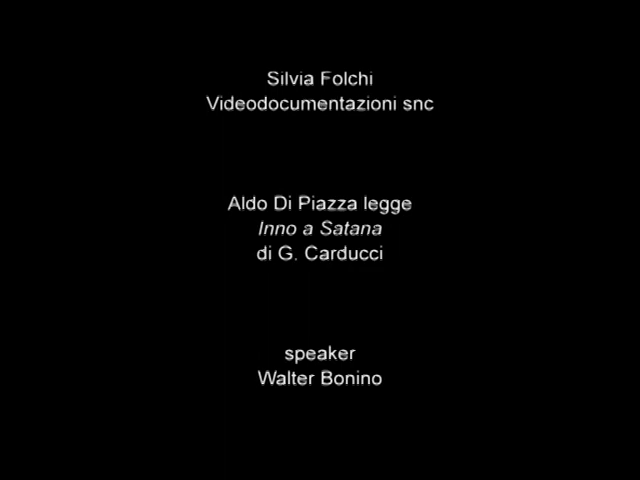 Silvia Folchi
Videodocumentazioni snc
Aldo Di Piazza legge
Inno a Satana
di G. Carducci
speaker
Walter Bonino